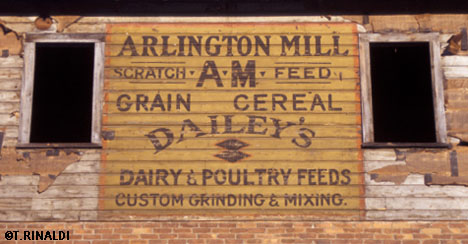 ARLINGTON MILL
SCRATCH · A·M · FEED
GRAIN CEREAL
DAILEY'S
DAIRY & POULTRY FEEDS
CUSTOM GRINDING & MIXING.
©T.RINALDI